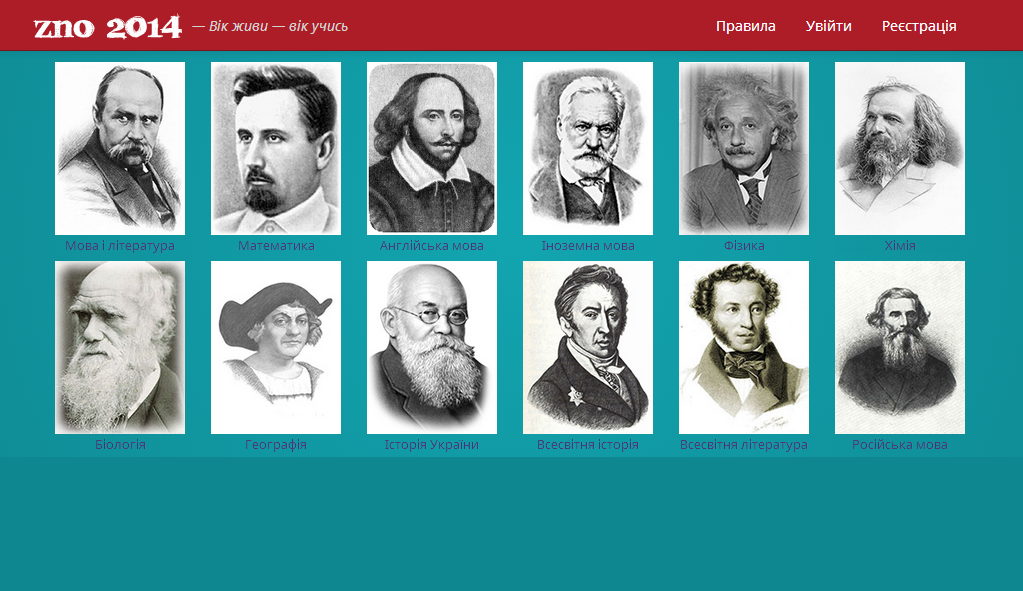 zno 2014
— Вік живи — вік учись
Правила Увійти Реєстрація
Мова і література Математика Англійська мова Іноземна мова Фізика Хімія
Біологія Географія Історія України Всесвітня історія Всесвітня література Російська мова